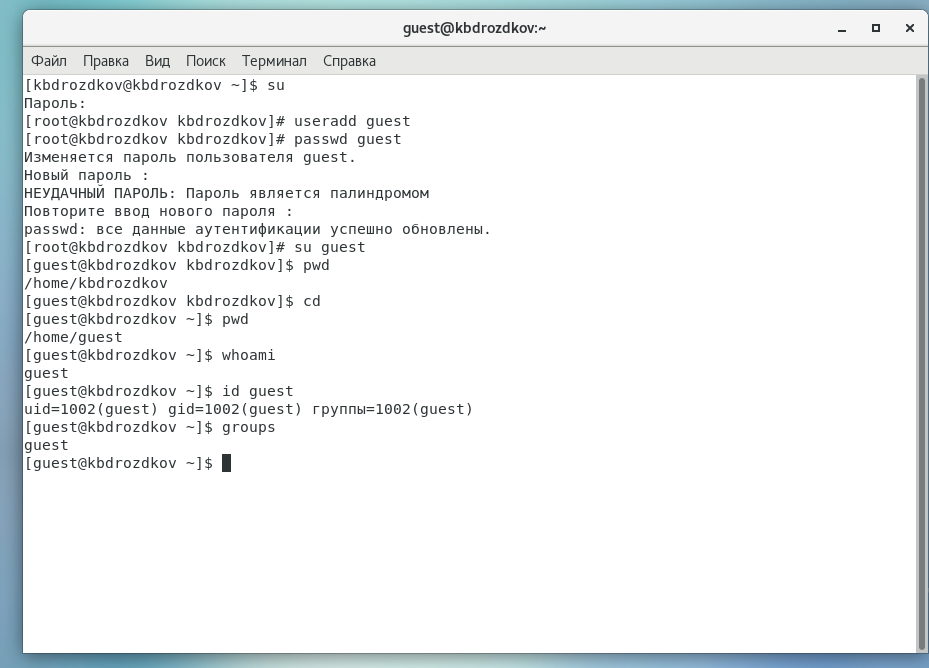 guest@kbdrozdkov:~
Файл Правка Вид Поиск Терминал Справка
[kbdrozdkov@kbdrozdkov ~]$ su
Пароль:
[root@kbdrozdkov kbdrozdkov]# useradd guest
[root@kbdrozdkov kbdrozdkov]# passwd guest
Изменяется пароль пользователя guest.
Новый пароль :
НЕУДАЧНЫЙ ПАРОЛЬ: Пароль является палиндромом
Повторите ввод нового пароля :
passwd: все данные аутентификации успешно обновлены.
[root@kbdrozdkov kbdrozdkov]# su guest
[guest@kbdrozdkov kbdrozdkov]$ pwd
/home/kbdrozdkov
[guest@kbdrozdkov kbdrozdkov]$ cd
[guest@kbdrozdkov ~]$ pwd
/home/guest
[guest@kbdrozdkov ~]$ whoami
guest
[guest@kbdrozdkov ~]$ id guest
uid=1002(guest) gid=1002(guest) группы=1002(guest)
[guest@kbdrozdkov ~]$ groups
guest
[guest@kbdrozdkov ~]$